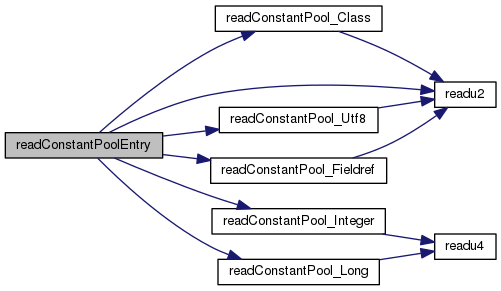 readConstantPool_Class
readu2
readConstantPool_Utf8
readConstantPoolEntry
readConstantPool_Fieldref
readConstantPool_Integer
readu4
readConstantPool_Long